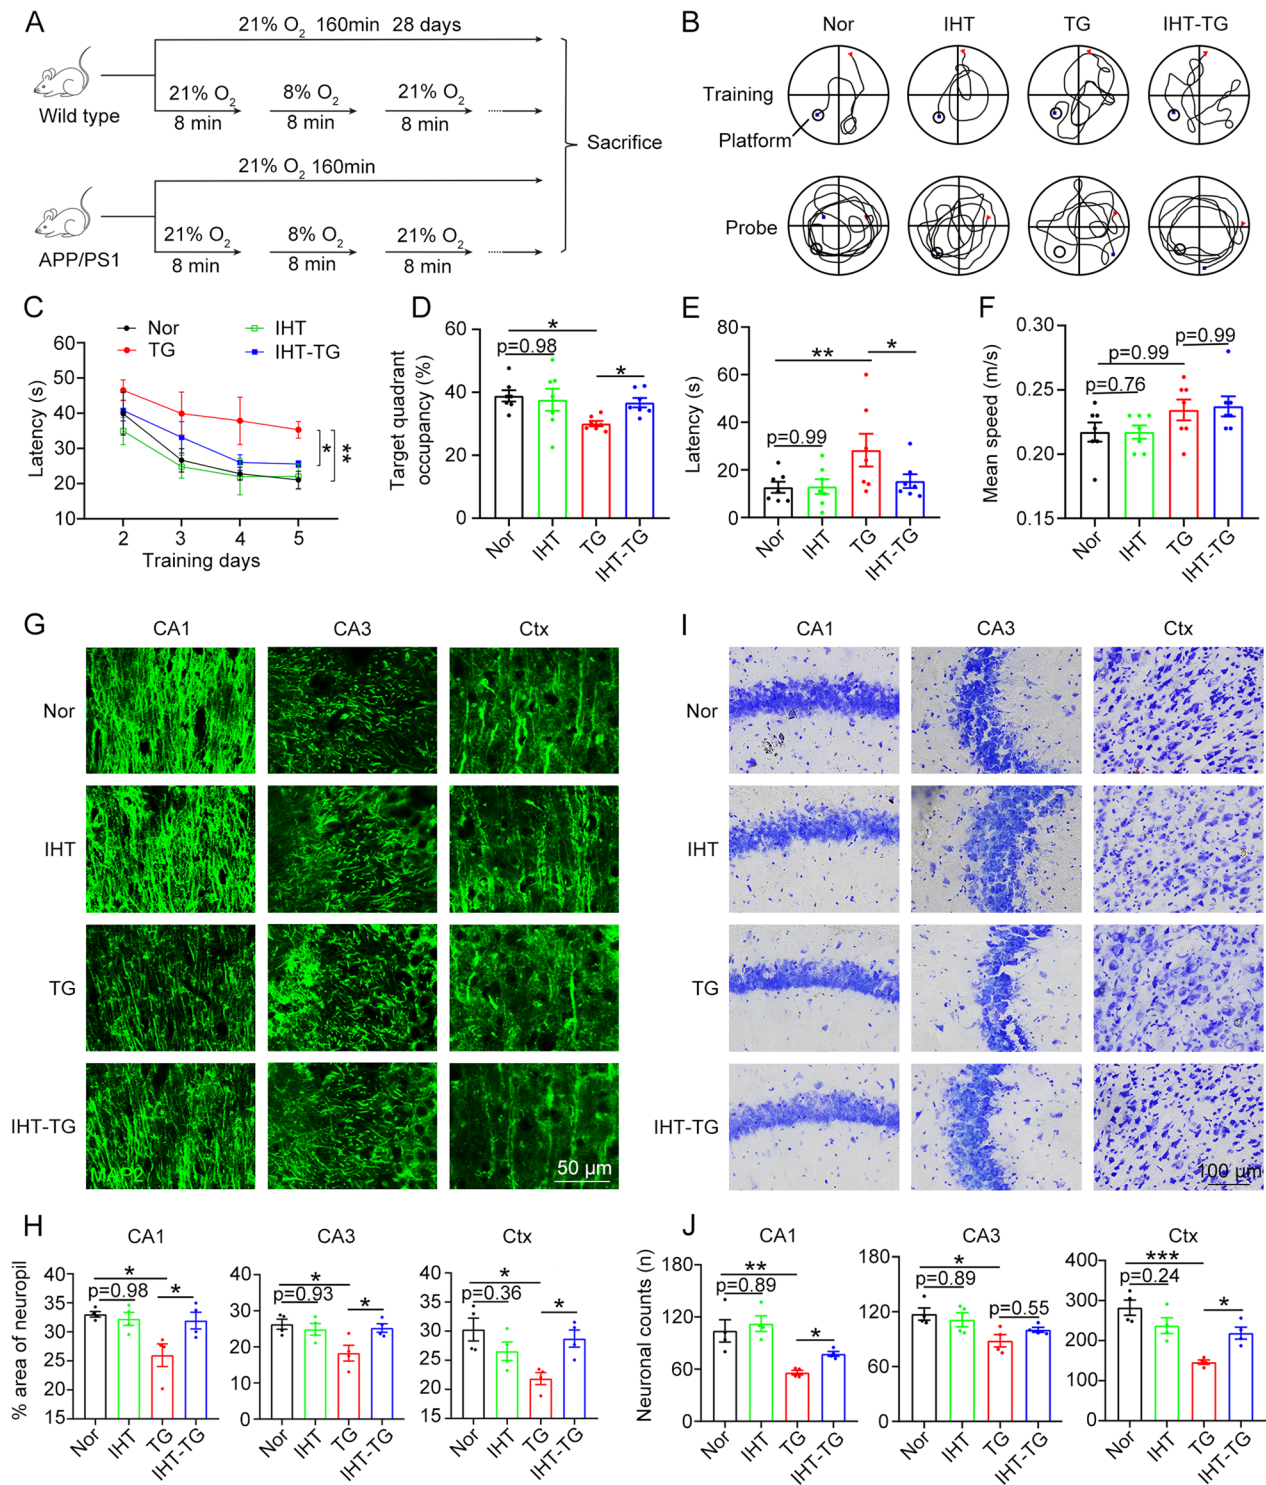 A
21% O2 160min 28 days
21% O2 8% O2 21% O2
Wild type
8 min 8 min 8 min
Sacrifice
21% O2 160min
21% O2 8% O2 21% O2
APP/PS1
8 min 8 min 8 min
B
Nor IHT TG IHT-TG
Training
Platform
Probe
C
Nor IHT
TG IHT-TG
Latency (s)
60
50
40
30
20
10
* **
2 3 4 5
Training days
D
Target quadrant
occupancy (%)
60
40
20
0
*
p=0.98
*
Nor IHT TG IHT-TG
E
Latency (s)
80
60
40
20
0
** *
p=0.99
Nor IHT TG IHT-TG
F
Mean speed (m/s)
0.30
0.25
0.20
0.15
p=0.99
p=0.99
p=0.76
Nor IHT TG IHT-TG
G
CA1 CA3 Ctx
Nor
IHT
TG
IHT-TG
MAP2
50 µm
I
CA1 CA3 Ctx
Nor
IHT
TG
IHT-TG
100 µm
H
% area of neuropil
CA1
40
35
30
25
20
15
*
p=0.98 *
Nor IHT TG IHT-TG
CA3
40
30
20
10
0
*
p=0.93 *
Nor IHT TG IHT-TG
Ctx
40
35
30
25
20
15
*
p=0.36 *
Nor IHT TG IHT-TG
J
Neuronal counts (n)
CA1
180
120
60
0
**
p=0.89
*
Nor IHT TG IHT-TG
CA3
180
120
60
0
*
p=0.89
p=0.55
Nor IHT TG IHT-TG
Ctx
400
300
200
100
0
***
p=0.24
*
Nor IHT TG IHT-TG